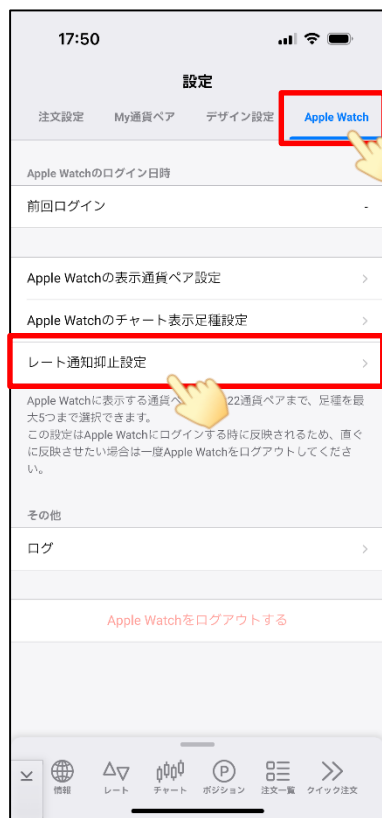 17:50
設定
注文設定 My通貨ペア デザイン設定 Apple Watch
Apple Watchのログイン日時
前回ログイン -
Apple Watchの表示通貨ペア設定
Apple Watchのチャート表示足種設定
レート通知抑止設定
Apple Watchに表示する通貨ペ 22通貨ペアまで、足種を最
大5つまで選択できます。
この設定はApple Watchにログインする時に反映されるため、直ぐ
に反映させたい場合は一度Apple Watchをログアウトしてくださ
い。
その他
ログ
Apple Watchをログアウトする
情報 レート チャート ポジション 注文一覧 クイック注文